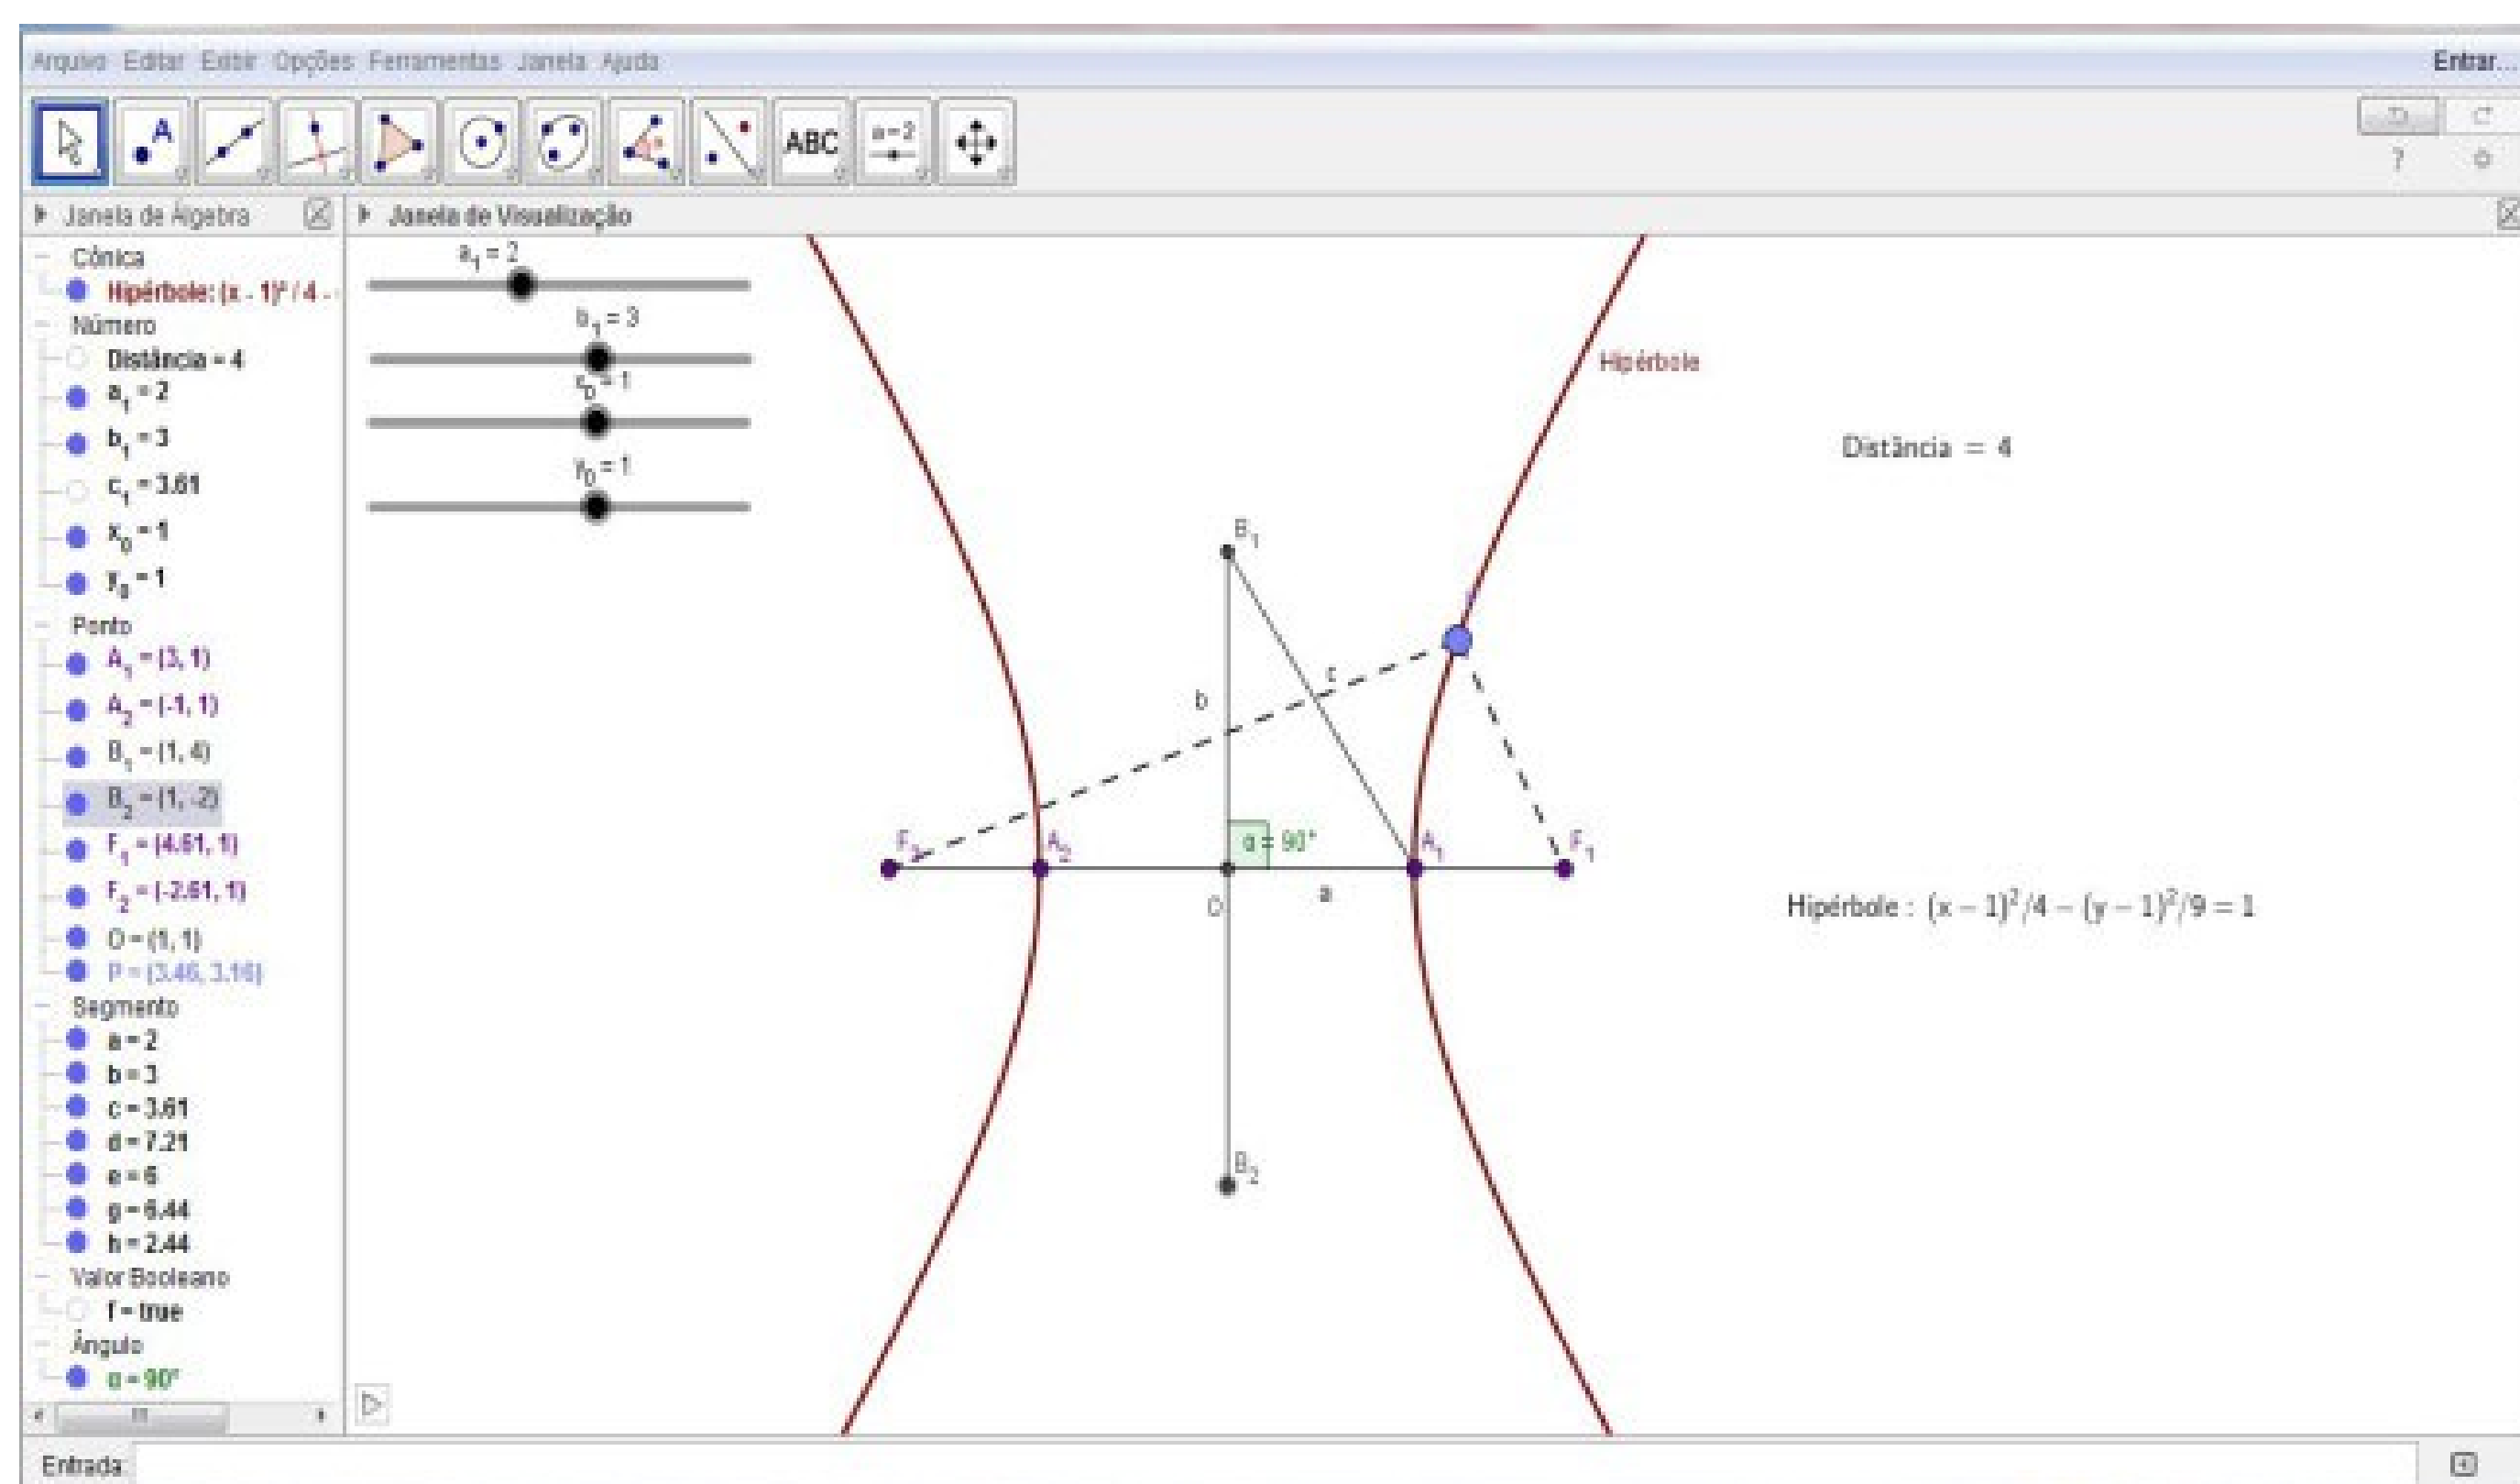 Arquivo Editar Exibir Opções Ferramentas Janela Ajuda
Entrar...
A
ABC
a=2
?
Janela de Álgebra
Janela de Visualização
Cônica
Hipérbole: (x - 1)² / 4 -
Número
Distância = 4
a₁ = 2
b₁ = 3
c₁ = 3.61
x₀ = 1
y₀ = 1
Ponto
A₁ = (3, 1)
A₂ = (-1, 1)
B₁ = (1, 4)
B₂ = (1, -2)
F₁ = (4.61, 1)
F₂ = (-2.61, 1)
O = (1, 1)
P = (3.46, 3.16)
Segmento
a = 2
b = 3
c = 3.61
d = 7.21
e = 6
g = 6.44
h = 2.44
Valor Booleano
f = true
Ângulo
α = 90°
a₁ = 2
b₁ = 3
x₀ = 1
y₀ = 1
Hipérbole
Distância = 4
B₁
c
b
F₂
A₂
α = 90°
A₁
F₁
O
a
Hipérbole : (x − 1)²/4 − (y − 1)²/9 = 1
B₂
Entrada: